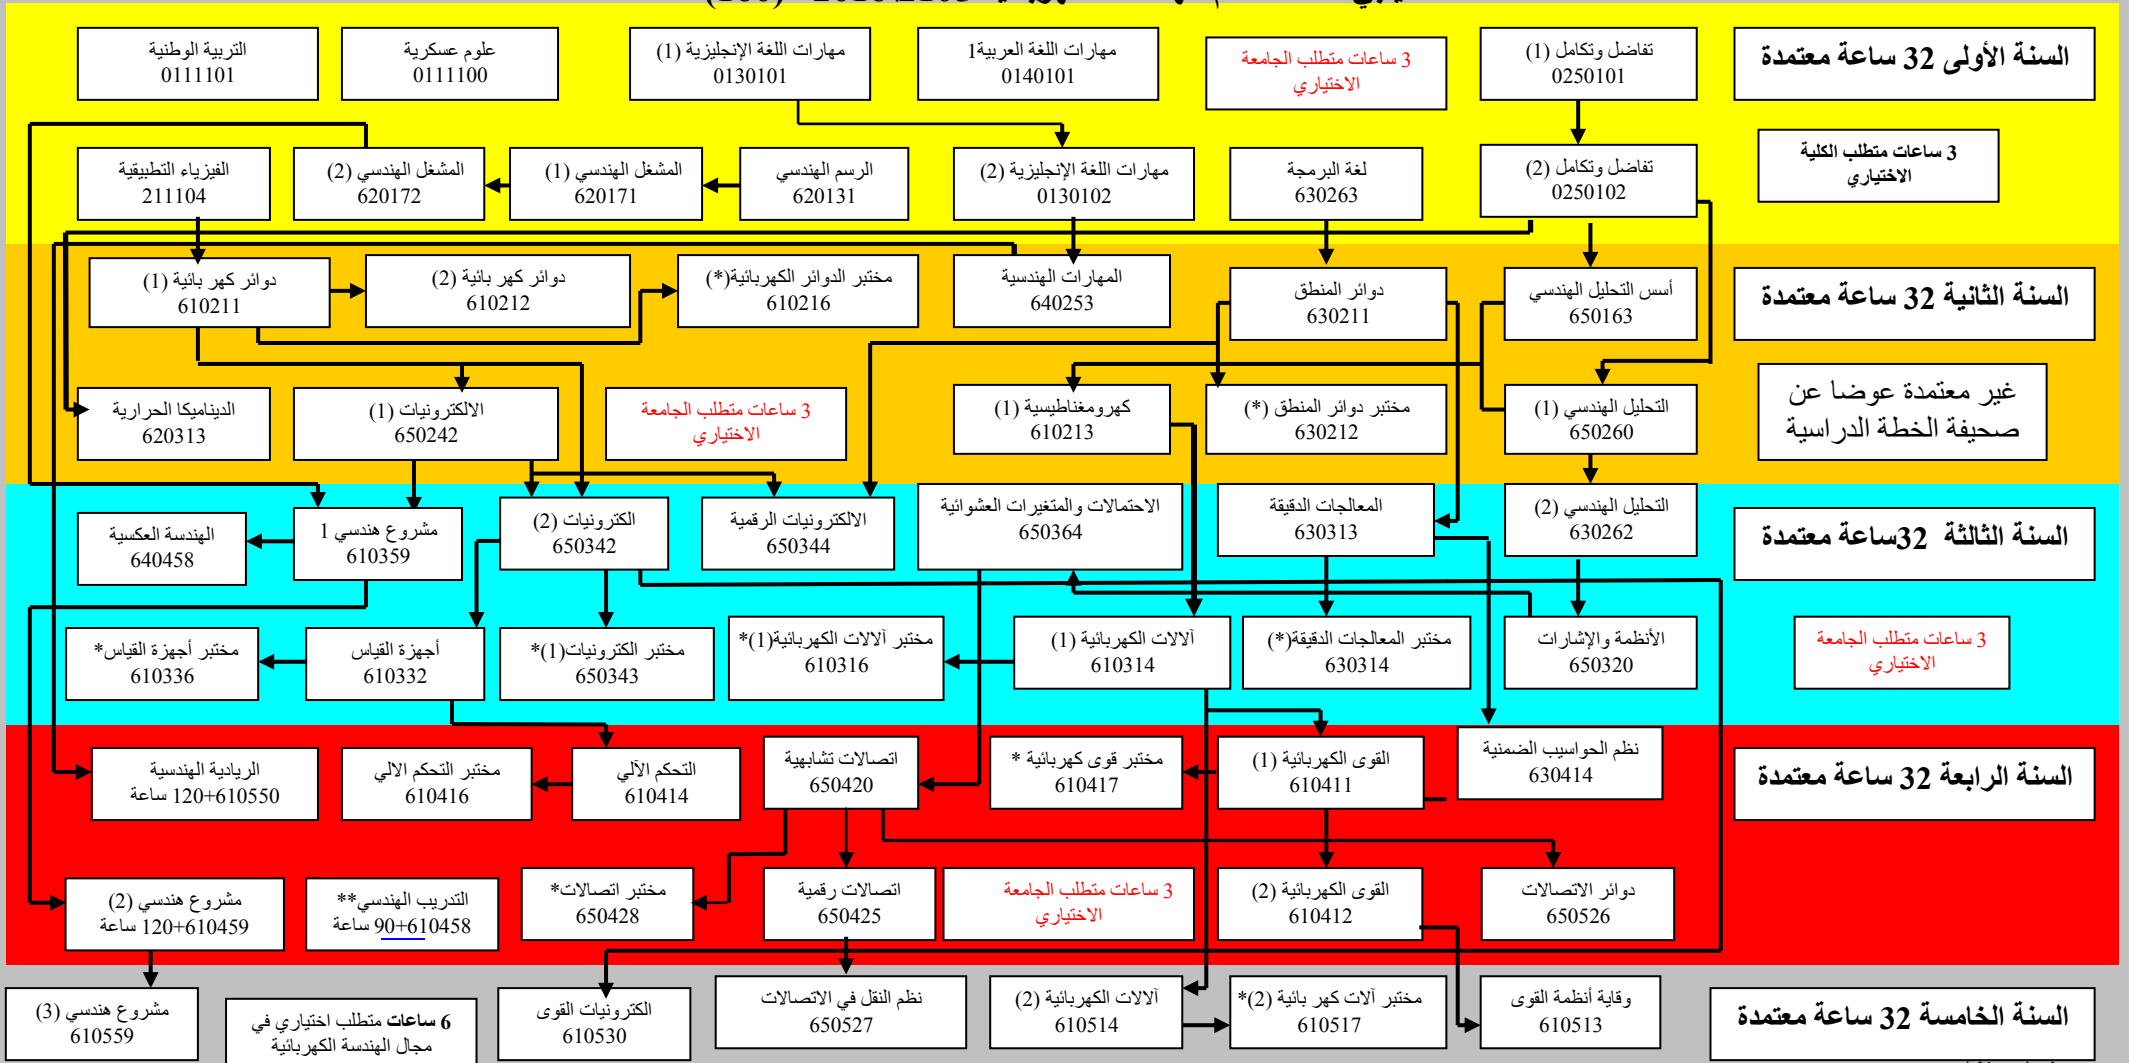 السنة الأولى 32 ساعة معتمدة
تفاضل وتكامل (1)
0250101
3 ساعات متطلب الجامعة
الاختياري
مهارات اللغة العربية1
0140101
مهارات اللغة الإنجليزية (1)
0130101
علوم عسكرية
0111100
التربية الوطنية
0111101
3 ساعات متطلب الكلية
الاختياري
تفاضل وتكامل (2)
0250102
لغة البرمجة
630263
مهارات اللغة الإنجليزية (2)
0130102
الرسم الهندسي
620131
المشغل الهندسي (1)
620171
المشغل الهندسي (2)
620172
الفيزياء التطبيقية
211104
السنة الثانية 32 ساعة معتمدة
أسس التحليل الهندسي
650163
دوائر المنطق
630211
المهارات الهندسية
640253
مختبر الدوائر الكهربائية(*)
610216
دوائر كهر بائية (2)
610212
دوائر كهر بائية (1)
610211
غير معتمدة عوضا عن
صحيفة الخطة الدراسية
التحليل الهندسي (1)
650260
مختبر دوائر المنطق (*)
630212
كهرومغناطيسية (1)
610213
3 ساعات متطلب الجامعة
الاختياري
الالكترونيات (1)
650242
الديناميكا الحرارية
620313
السنة الثالثة 32ساعة معتمدة
التحليل الهندسي (2)
630262
المعالجات الدقيقة
630313
الاحتمالات والمتغيرات العشوائية
650364
الالكترونيات الرقمية
650344
الكترونيات (2)
650342
مشروع هندسي 1
610359
الهندسة العكسية
640458
3 ساعات متطلب الجامعة
الاختياري
الأنظمة والإشارات
650320
مختبر المعالجات الدقيقة(*)
630314
آلالات الكهربائية (1)
610314
مختبر آلالات الكهربائية(1)*
610316
مختبر الكترونيات(1)*
650343
أجهزة القياس
610332
مختبر أجهزة القياس*
610336
السنة الرابعة 32 ساعة معتمدة
نظم الحواسيب الضمنية
630414
القوى الكهربائية (1)
610411
مختبر قوى كهربائية *
610417
اتصالات تشابهية
650420
التحكم الآلي
610414
مختبر التحكم الالي
610416
الريادية الهندسية
610550+120 ساعة
دوائر الاتصالات
650526
القوى الكهربائية (2)
610412
3 ساعات متطلب الجامعة
الاختياري
اتصالات رقمية
650425
مختبر اتصالات*
650428
التدريب الهندسي**
610458+90 ساعة
مشروع هندسي (2)
610459+120 ساعة
السنة الخامسة 32 ساعة معتمدة
وقاية أنظمة القوى
610513
مختبر آلات كهر بائية (2)*
610517
آلالات الكهربائية (2)
610514
نظم النقل في الاتصالات
650527
الكترونيات القوى
610530
6 ساعات متطلب اختياري في
مجال الهندسة الكهربائية
مشروع هندسي (3)
610559